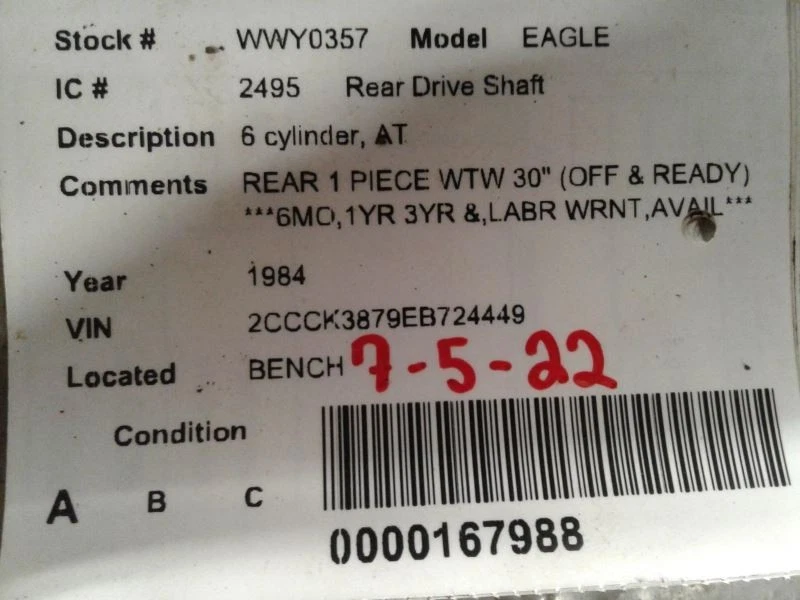 Stock # WWY0357 Model EAGLE
IC # 2495 Rear Drive Shaft
Description 6 cylinder, AT
Comments REAR 1 PIECE WTW 30" (OFF & READY)
***6MO,1YR 3YR &,LABR WRNT,AVAIL***
Year 1984
VIN 2CCCK3879EB724449
Located BENCH 7-5-22
Condition
A B C
0000167988